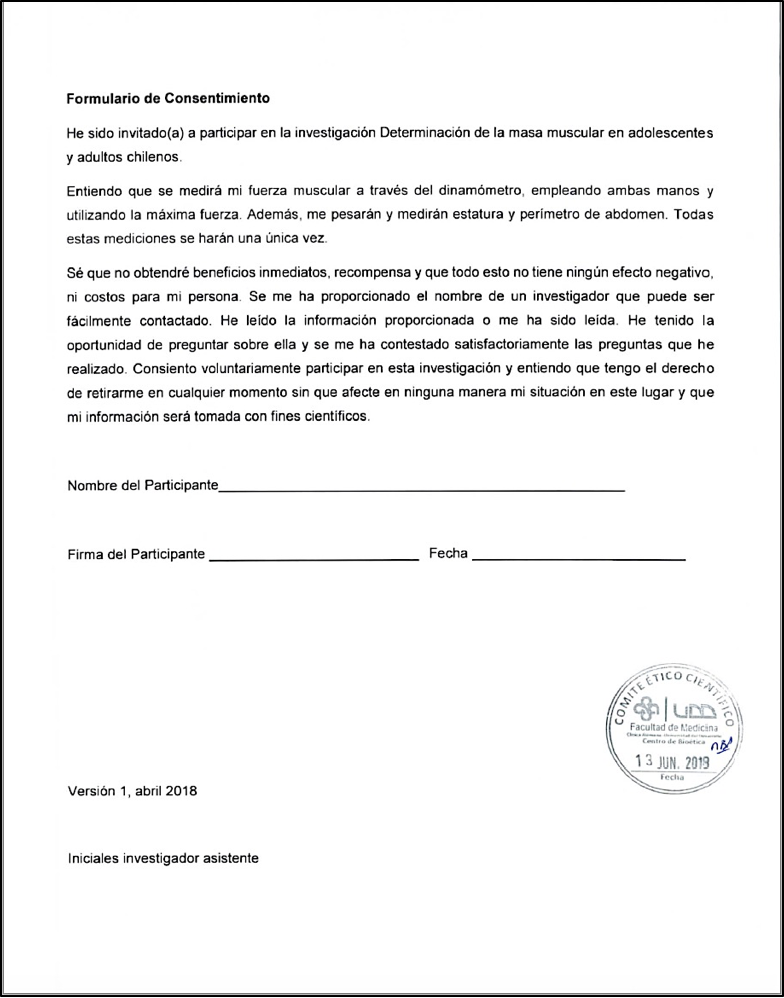 Formulario de Consentimiento
He sido invitado(a) a participar en la investigación Determinación de la masa muscular en adolescentes
y adultos chilenos.
Entiendo que se medirá mi fuerza muscular a través del dinamómetro, empleando ambas manos y
utilizando la máxima fuerza. Además, me pesarán y medirán estatura y perímetro de abdomen. Todas
estas mediciones se harán una única vez.
Sé que no obtendré beneficios inmediatos, recompensa y que todo esto no tiene ningún efecto negativo,
ni costos para mi persona. Se me ha proporcionado el nombre de un investigador que puede ser
fácilmente contactado. He leído la información proporcionada o me ha sido leída. He tenido la
oportunidad de preguntar sobre ella y se me ha contestado satisfactoriamente las preguntas que he
realizado. Consiento voluntariamente participar en esta investigación y entiendo que tengo el derecho
de retirarme en cualquier momento sin que afecte en ninguna manera mi situación en este lugar y que
mi información será tomada con fines científicos.
Nombre del Participante
Firma del Participante Fecha
COMITE ÉTICO CIENTÍFICO
UDD
Facultad de Medicina
Centro de Bioética
13 JUN. 2018
Fecha
Versión 1, abril 2018
Iniciales investigador asistente